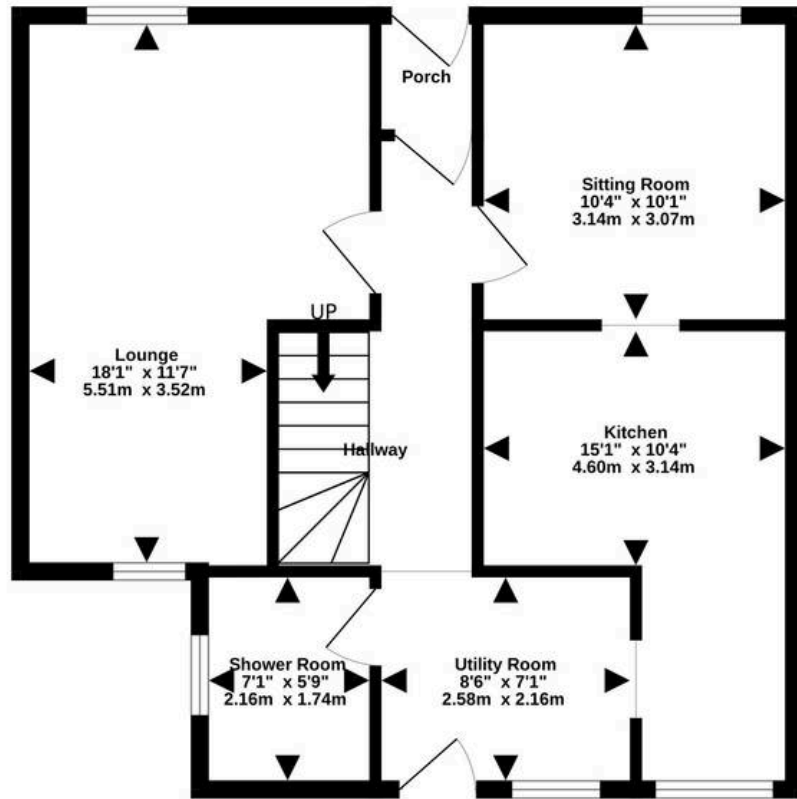 Porch
Sitting Room
10'4" x 10'1"
3.14m x 3.07m
UP
Lounge
18'1" x 11'7"
5.51m x 3.52m
Hallway
Kitchen
15'1" x 10'4"
4.60m x 3.14m
Shower Room
7'1" x 5'9"
2.16m x 1.74m
Utility Room
8'6" x 7'1"
2.58m x 2.16m